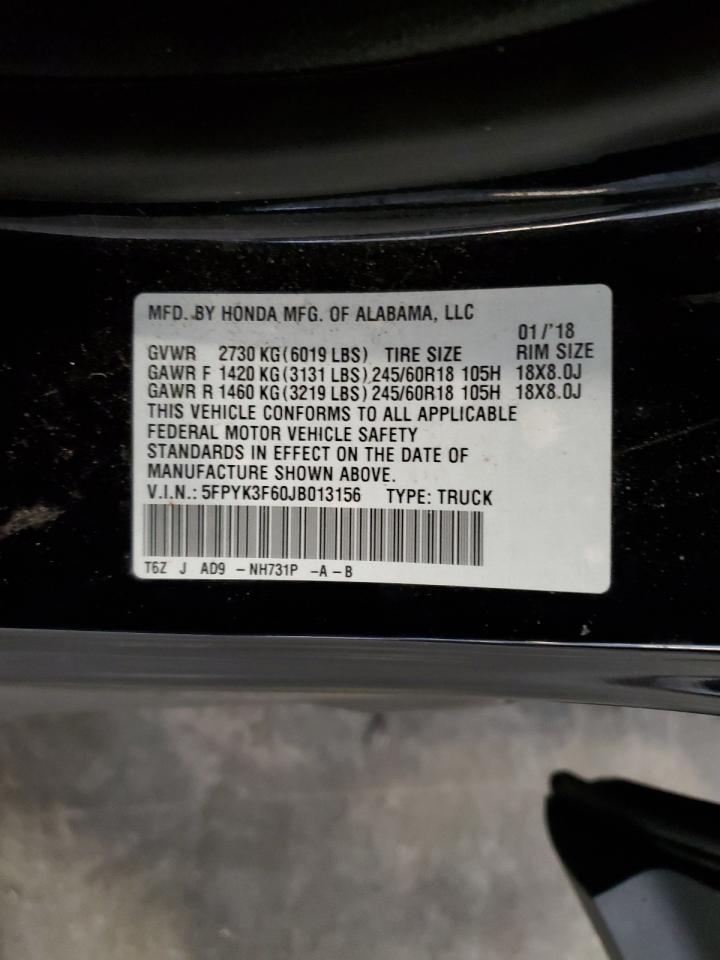 MFD. BY HONDA MFG. OF ALABAMA, LLC
01/'18
GVWR 2730 KG(6019 LBS) TIRE SIZE RIM SIZE
GAWR F 1420 KG(3131 LBS)245/60R18 105H 18X8.0J
GAWR R 1460 KG(3219 LBS)245/60R18 105H 18X8.0J
THIS VEHICLE CONFORMS TO ALL APPLICABLE
FEDERAL MOTOR VEHICLE SAFETY
STANDARDS IN EFFECT ON THE DATE OF
MANUFACTURE SHOWN ABOVE.
V.I.N.: 5FPYK3F60JB013156 TYPE: TRUCK
T6Z J AD9 -NH731P -A-B